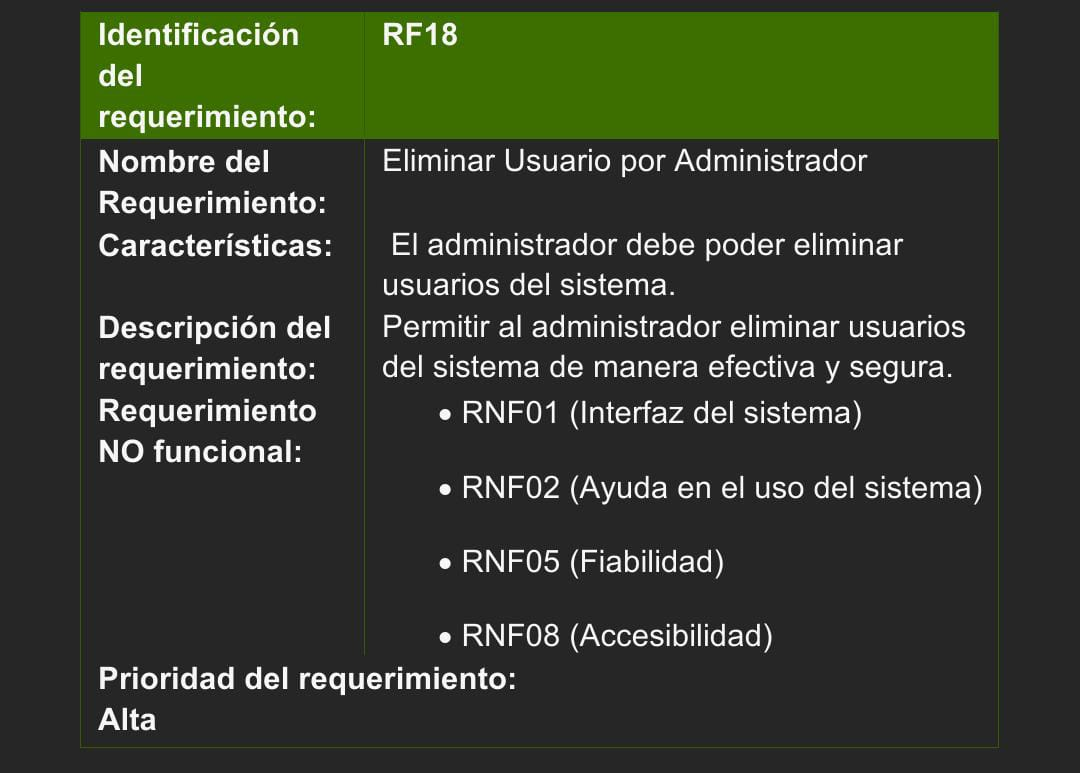 Identificación
del
requerimiento:
RF18
Nombre del
Requerimiento:
Eliminar Usuario por Administrador
Características:
El administrador debe poder eliminar
usuarios del sistema.
Descripción del
requerimiento:
Permitir al administrador eliminar usuarios
del sistema de manera efectiva y segura.
Requerimiento
NO funcional:
• RNF01 (Interfaz del sistema)
• RNF02 (Ayuda en el uso del sistema)
• RNF05 (Fiabilidad)
• RNF08 (Accesibilidad)
Prioridad del requerimiento:
Alta